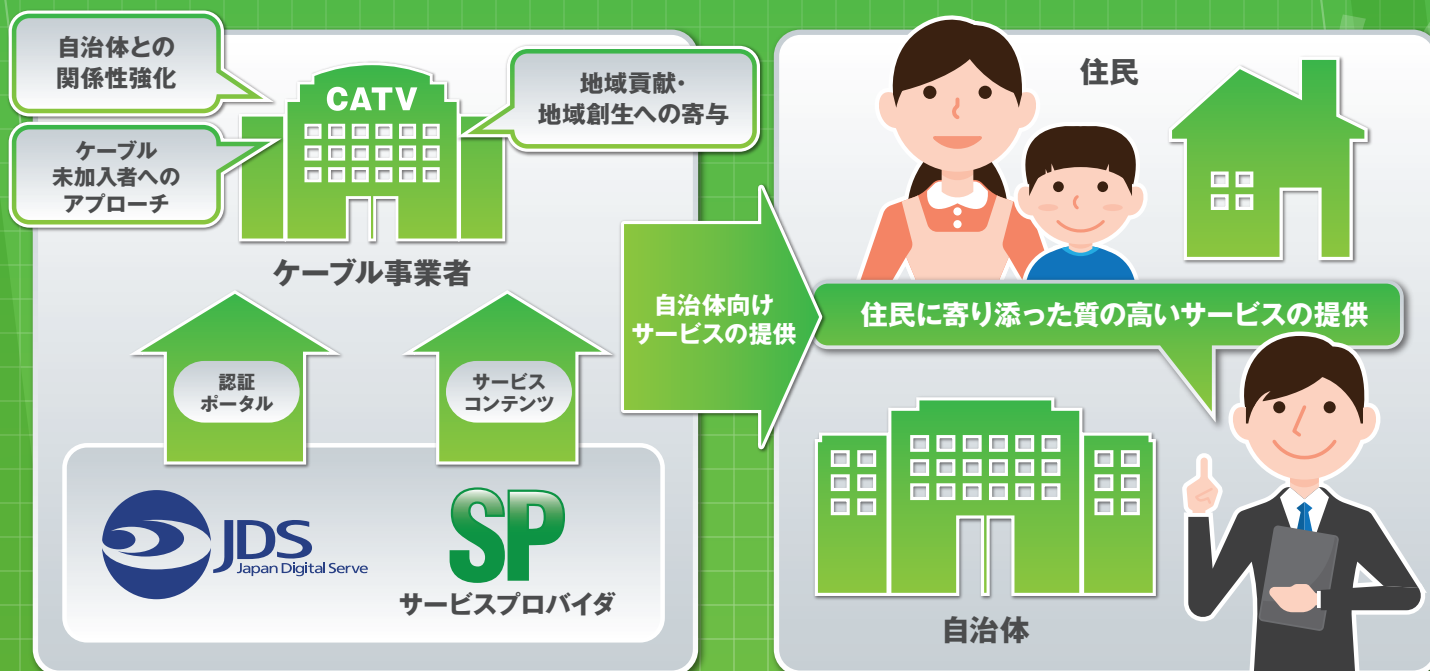 自治体との
関係性強化
ケーブル
未加入者への
アプローチ
CATV
地域貢献・
地域創生への寄与
ケーブル事業者
認証
ポータル
サービス
コンテンツ
JDS
Japan Digital Serve
SP
サービスプロバイダ
自治体向け
サービスの提供
住民
住民に寄り添った質の高いサービスの提供
自治体